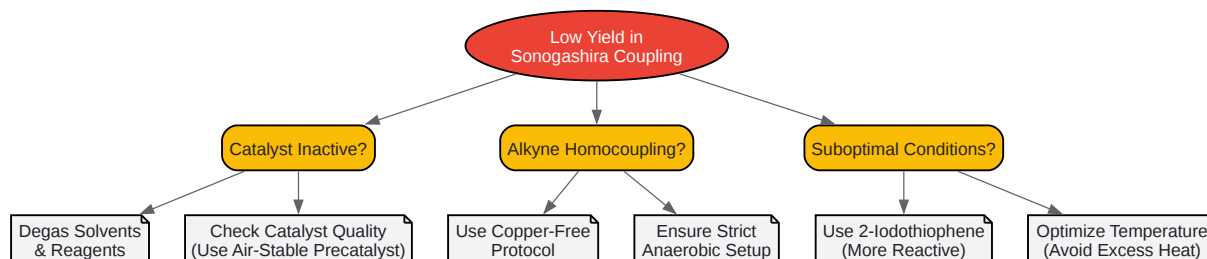 Low Yield in
Sonogashira Coupling
Catalyst Inactive?
Alkyne Homocoupling?
Suboptimal Conditions?
Degas Solvents
& Reagents
Check Catalyst Quality
(Use Air-Stable Precatalyst)
Use Copper-Free
Protocol
Ensure Strict
Anaerobic Setup
Use 2-Iodothiophene
(More Reactive)
Optimize Temperature
(Avoid Excess Heat)